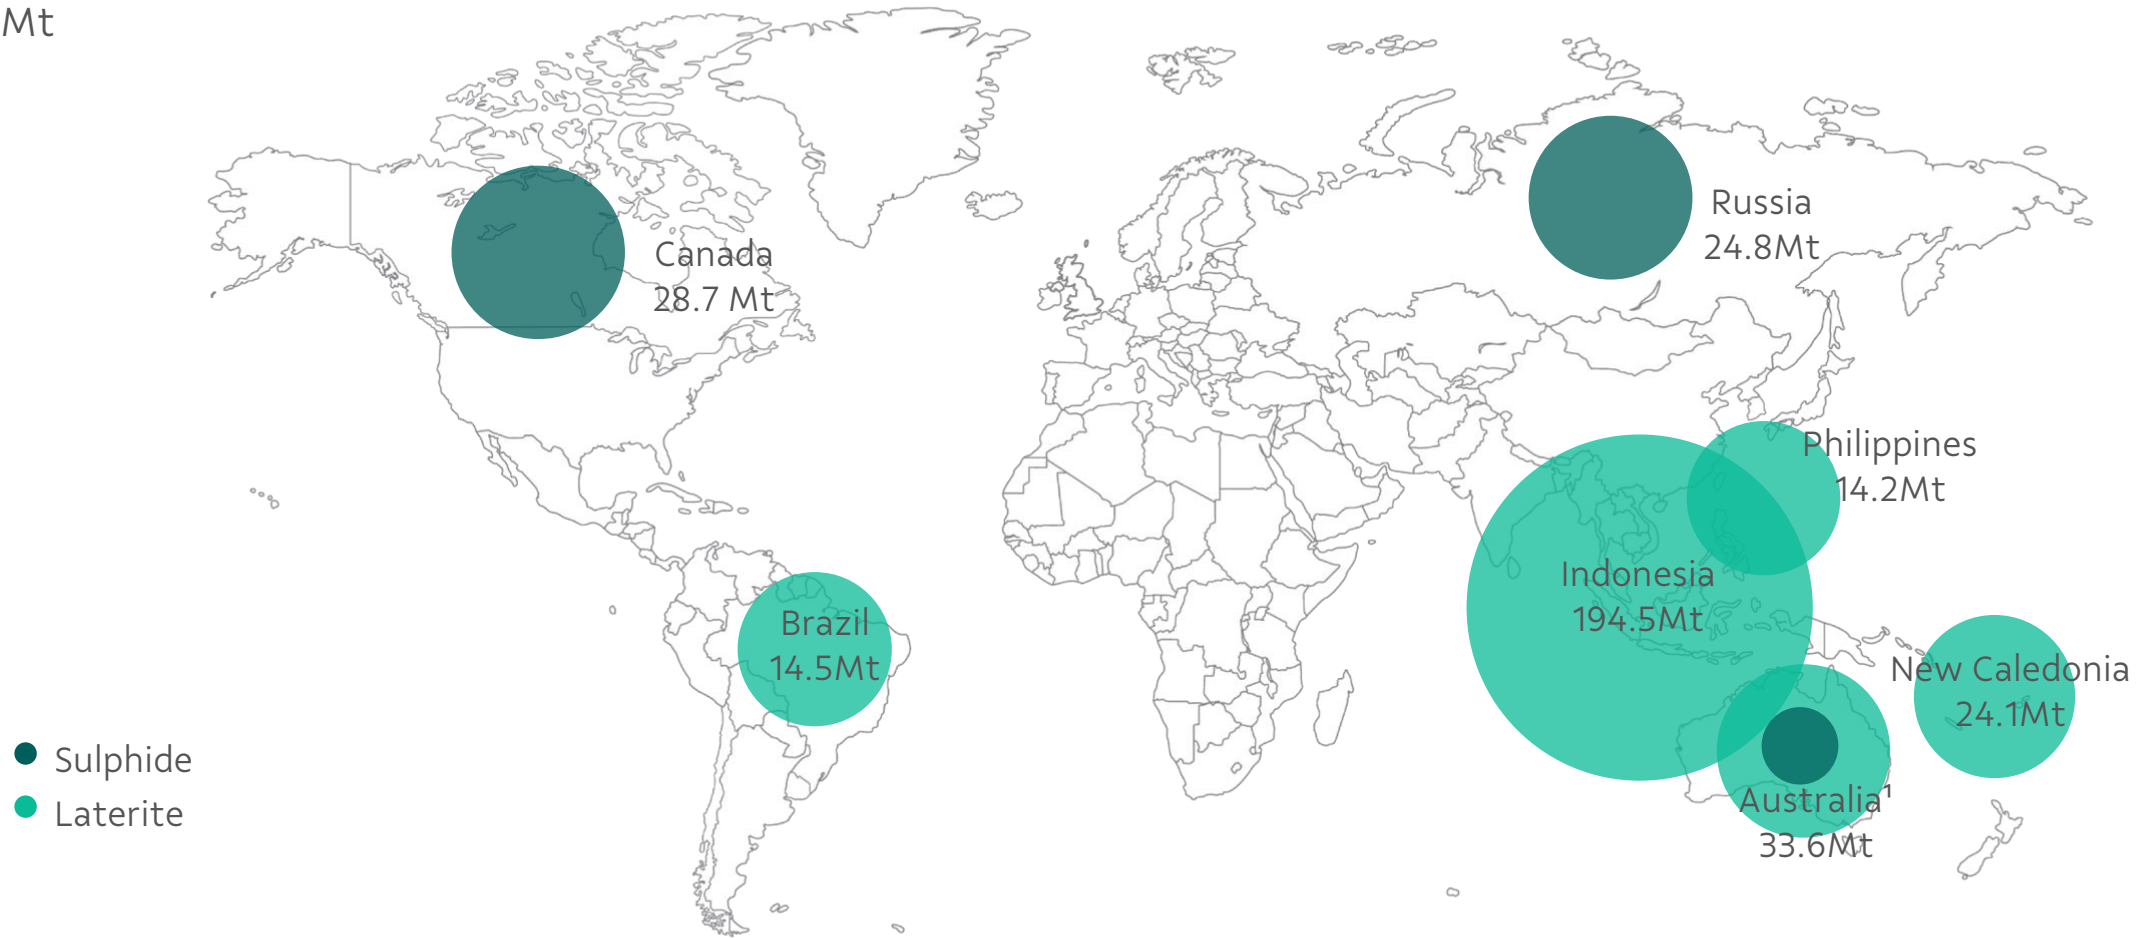 Mt
Canada
28.7 Mt
Russia
24.8Mt
Philippines
14.2Mt
Indonesia
194.5Mt
Brazil
14.5Mt
New Caledonia
24.1Mt
Australia¹
33.6Mt
Sulphide
Laterite